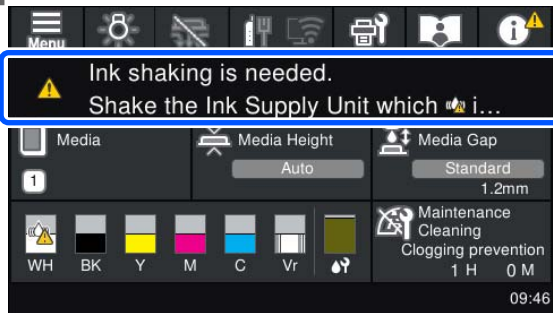 Menu
Ink shaking is needed.
Shake the Ink Supply Unit which i...
Media
Media Height
Media Gap
Auto
Standard
1
1.2mm
Maintenance
Cleaning
Clogging prevention
1 H 0 M
WH BK Y M C Vr
09:46